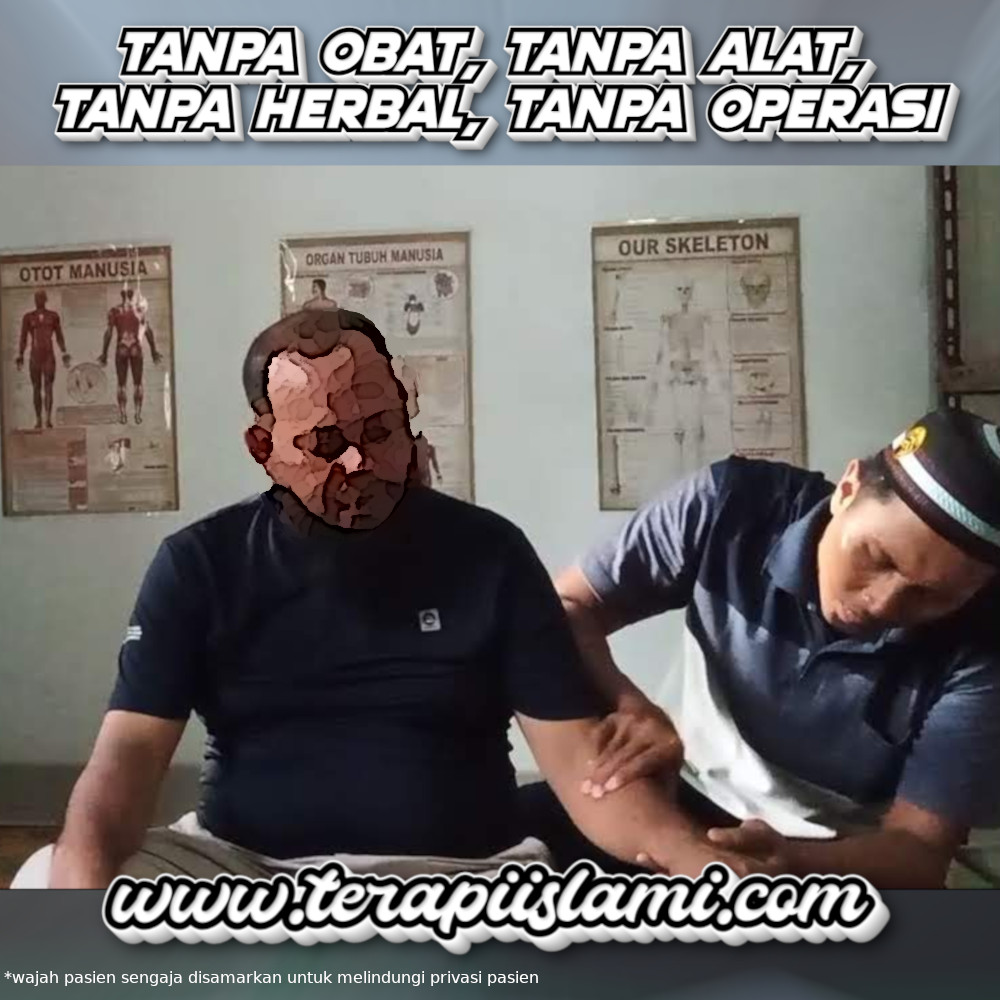 TANPA OBAT, TANPA ALAT,
TANPA HERBAL, TANPA OPERASI
OTOT MANUSIA
ORGAN TUBUH MANUSIA
OUR SKELETON
www.terapiislami.com
*wajah pasien sengaja disamarkan untuk melindungi privasi pasien